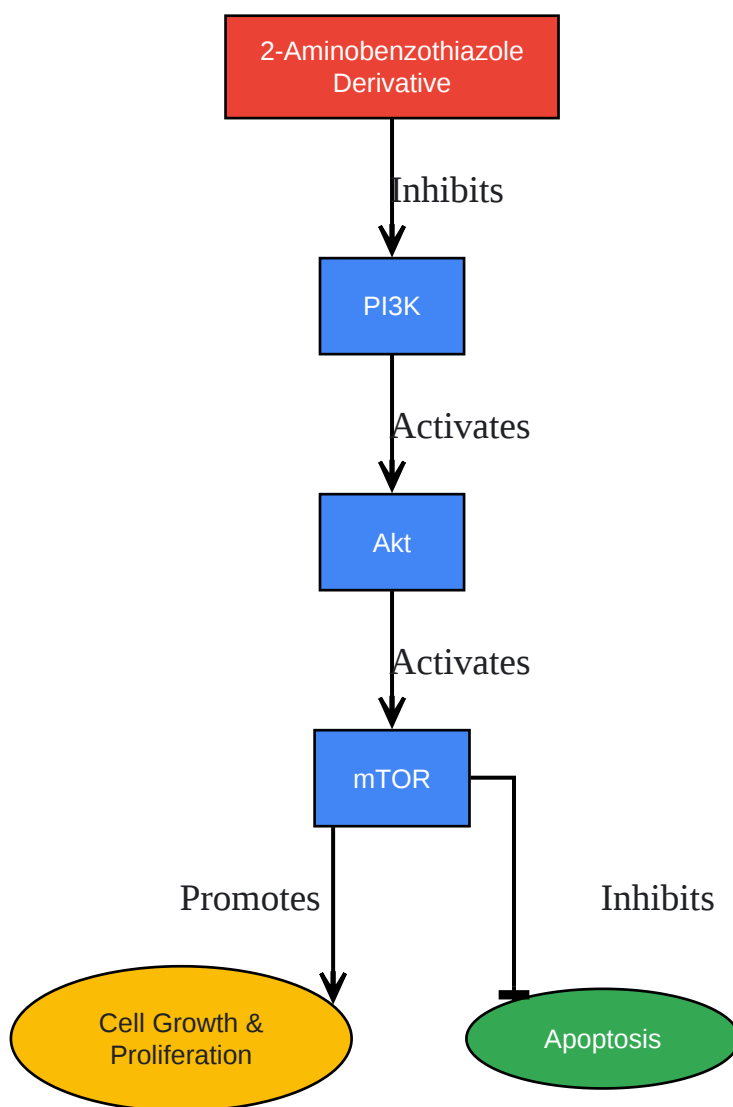 2-Aminobenzothiazole
Derivative
Inhibits
PI3K
Activates
Akt
Activates
mTOR
Promotes
Inhibits
Cell Growth &
Proliferation
Apoptosis